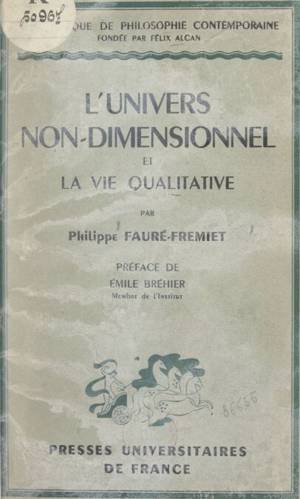 50967
QUE DE PHILOSOPHIE CONTEMPORAINE
FONDÉE PAR FÉLIX ALCAN
L'UNIVERS
NON-DIMENSIONNEL
ET
LA VIE QUALITATIVE
PAR
Philippe FAURÉ-FREMIET
PRÉFACE DE
ÉMILE BRÉHIER
Membre de l'Institut
PRESSES UNIVERSITAIRES
DE FRANCE